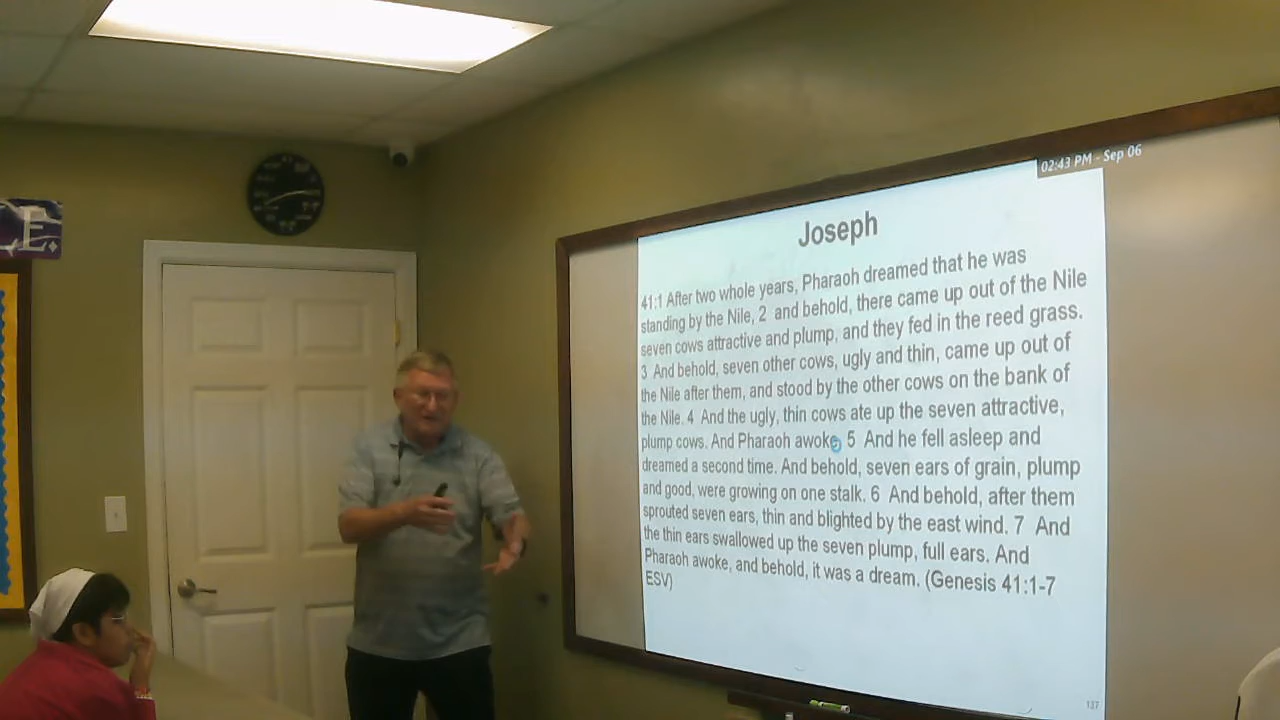 E.
02:43 PM - Sep 06
Joseph
41:1 After two whole years, Pharaoh dreamed that he was
standing by the Nile, 2 and behold, there came up out of the Nile
seven cows attractive and plump, and they fed in the reed grass.
3 And behold, seven other cows, ugly and thin, came up out of
the Nile after them, and stood by the other cows on the bank of
the Nile. 4 And the ugly, thin cows ate up the seven attractive,
plump cows. And Pharaoh awoke. 5 And he fell asleep and
dreamed a second time. And behold, seven ears of grain, plump
and good, were growing on one stalk. 6 And behold, after them
sprouted seven ears, thin and blighted by the east wind. 7 And
the thin ears swallowed up the seven plump, full ears. And
Pharaoh awoke, and behold, it was a dream. (Genesis 41:1-7
ESV)
137